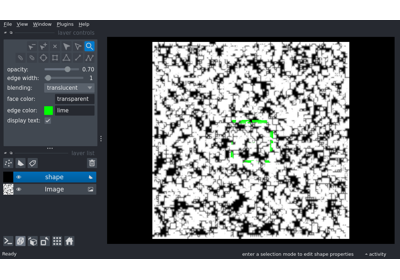 File View Window Plugins Help
layer controls
opacity: 0.70
edge width: 1
blending: translucent
face color: transparent
edge color: lime
display text:
layer list
shape
Image
Ready enter a selection mode to edit shape properties activity